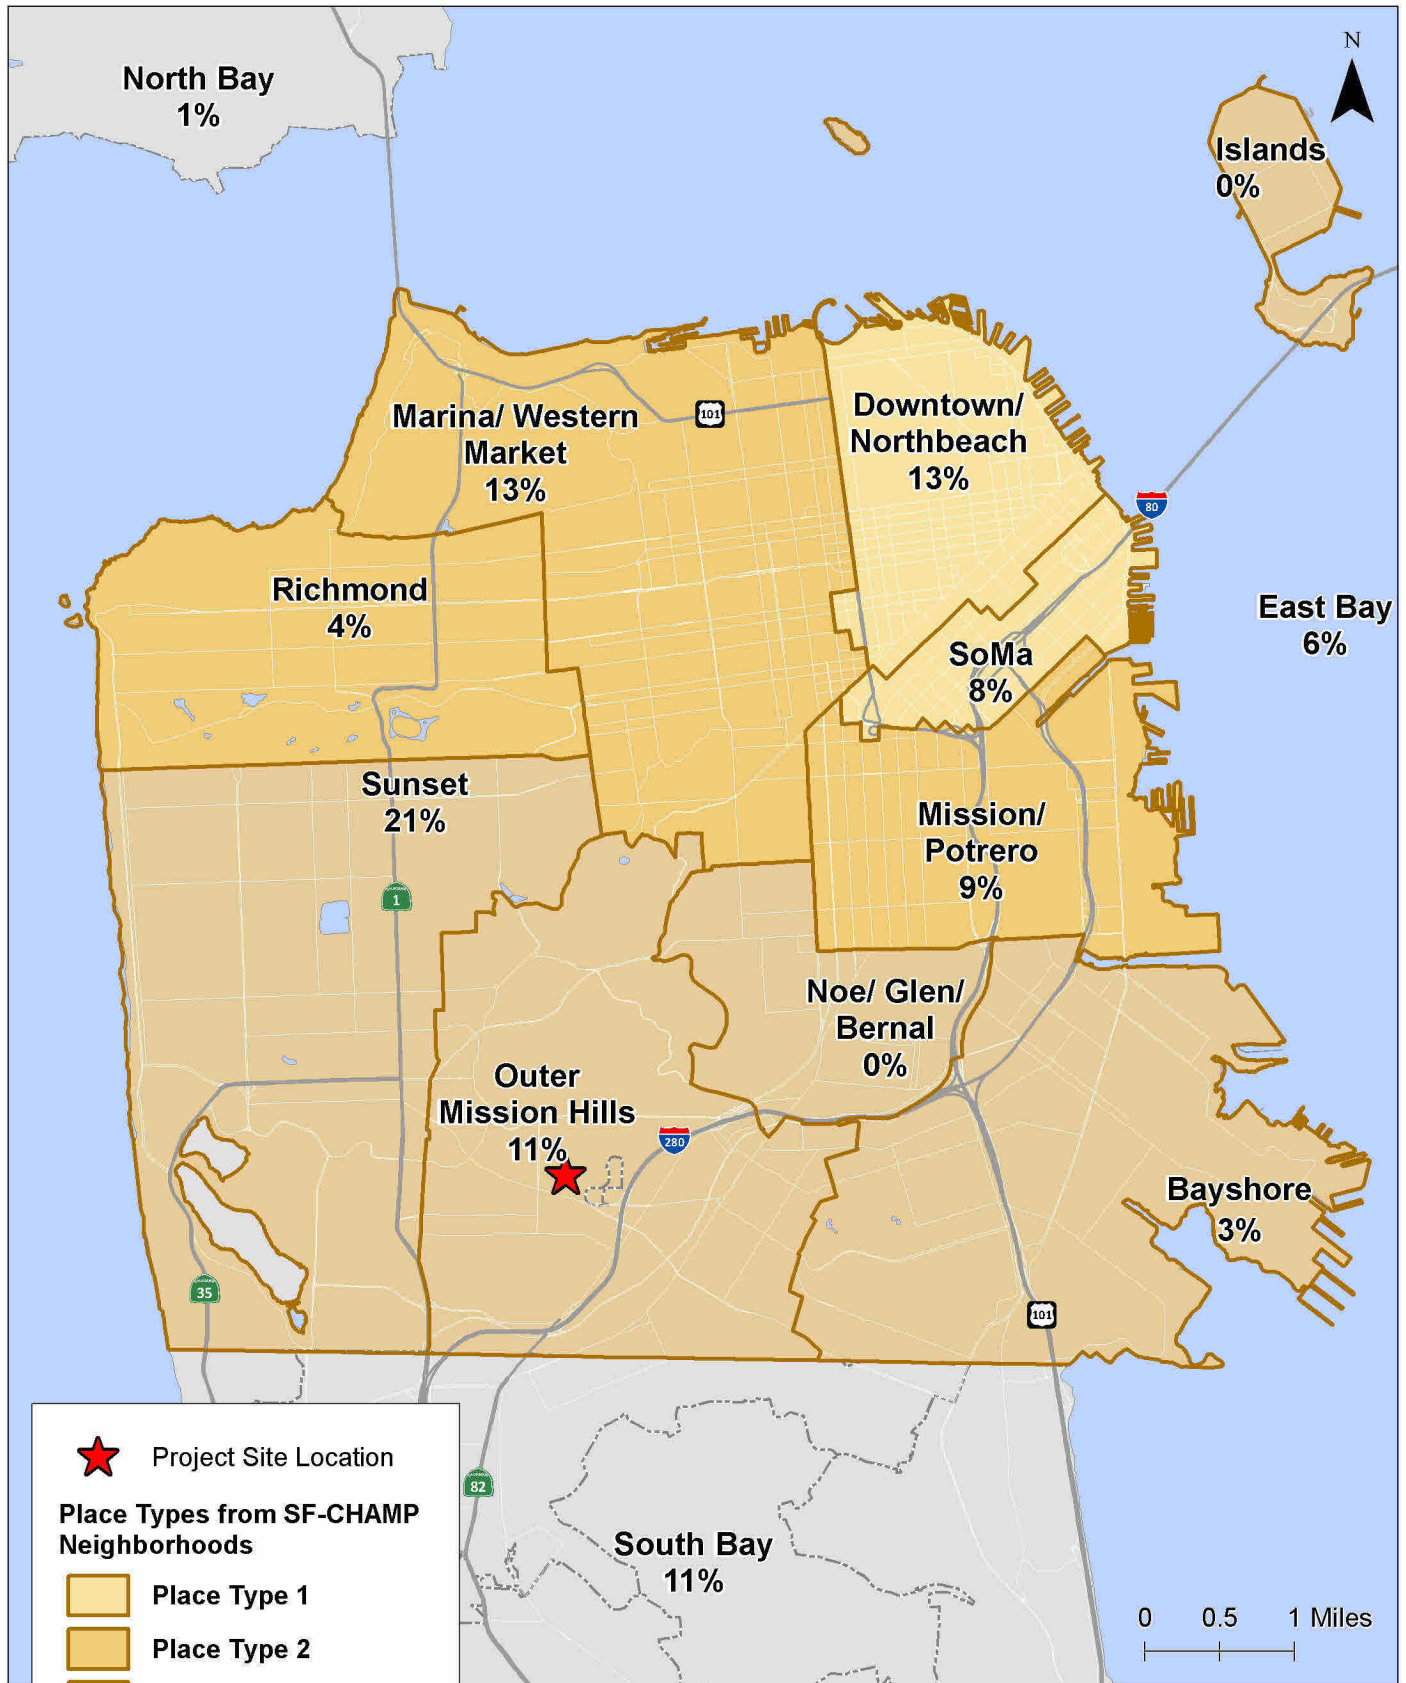 N
North Bay
1%
Islands
0%
Marina/ Western
Market
13%
101
Downtown/
Northbeach
13%
80
Richmond
4%
East Bay
6%
SoMa
8%
Sunset
21%
Mission/
Potrero
9%
1
Noe/ Glen/
Bernal
0%
Outer
Mission Hills
11%
280
Bayshore
3%
35
101
Project Site Location
82
Place Types from SF-CHAMP
Neighborhoods
South Bay
11%
Place Type 1
Place Type 2
0 0.5 1 Miles